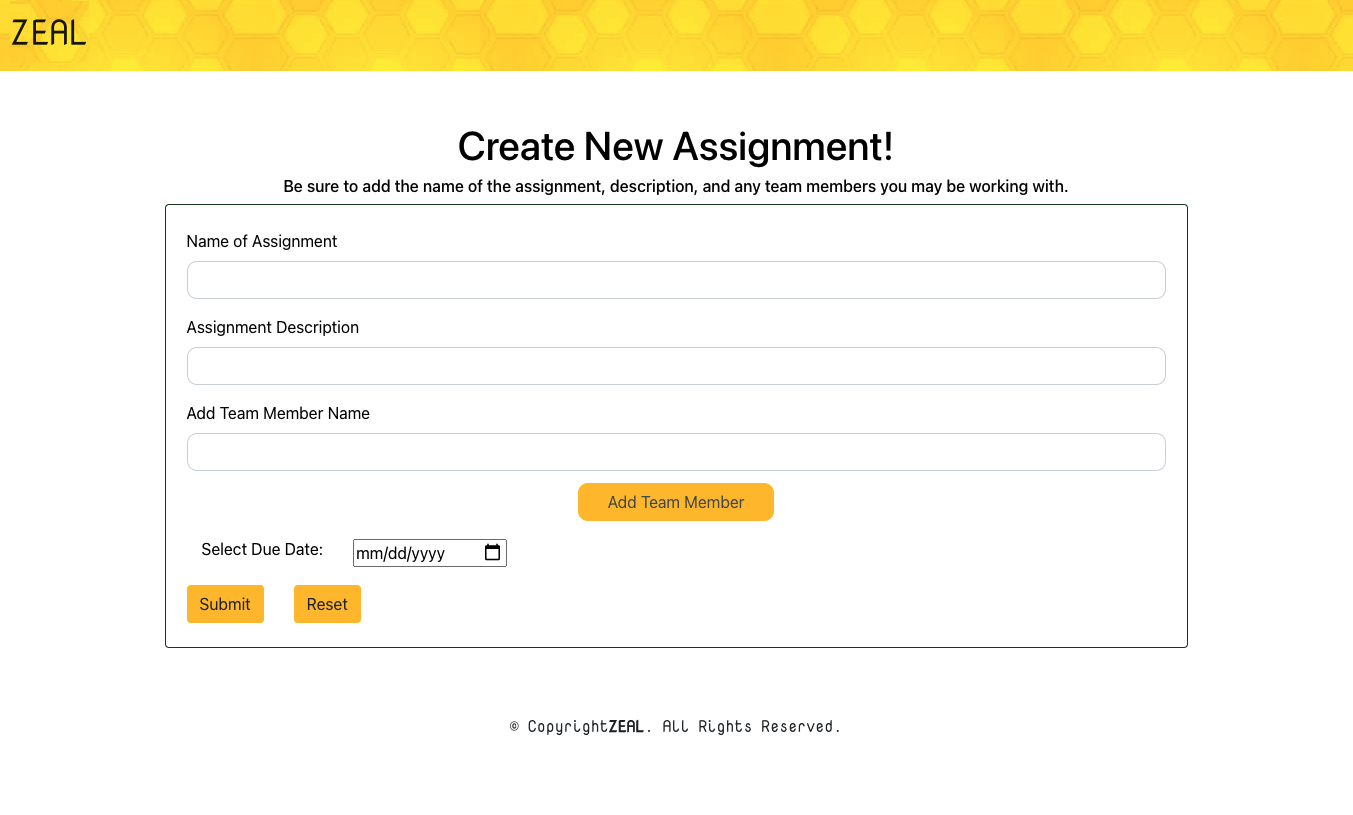 ZEAL
Create New Assignment!
Be sure to add the name of the assignment, description, and any team members you may be working with.
Name of Assignment
Assignment Description
Add Team Member Name
Add Team Member
Select Due Date: mm/dd/yyyy
Submit Reset
© CopyrightZEAL. All Rights Reserved.